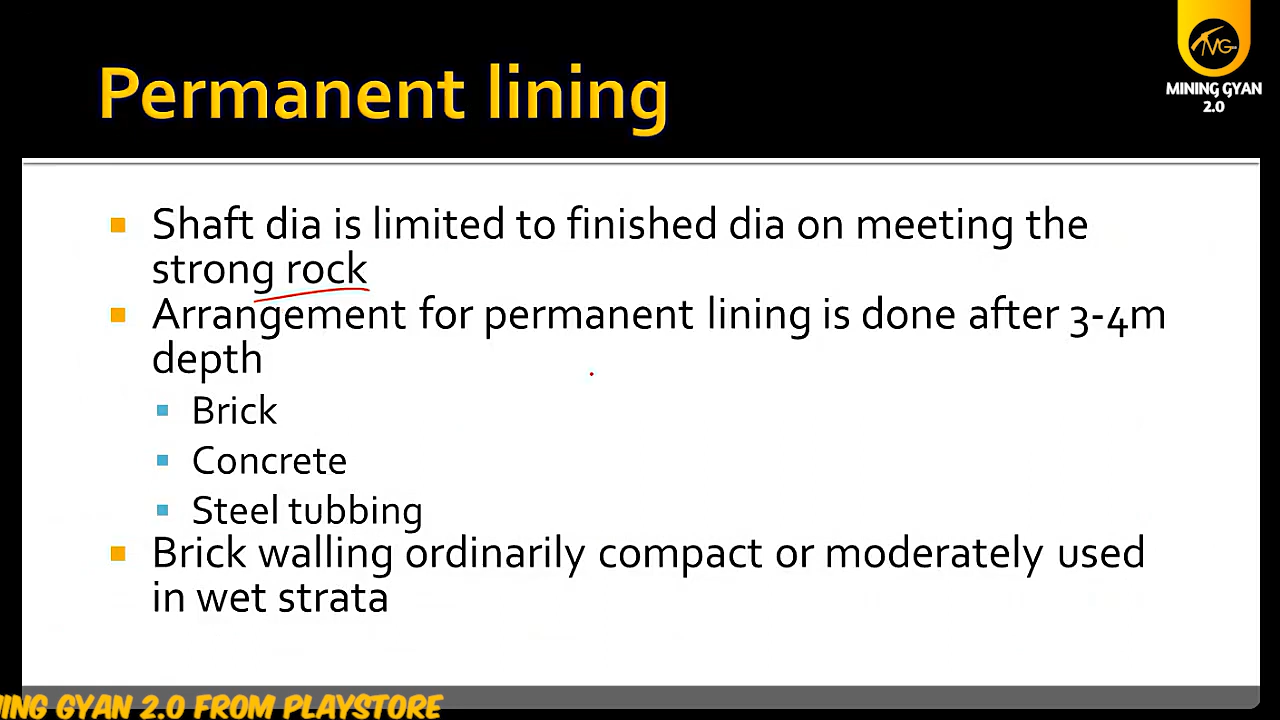 Permanent lining
MINING GYAN
2.0
Shaft dia is limited to finished dia on meeting the
strong rock
Arrangement for permanent lining is done after 3-4m
depth
Brick
Concrete
Steel tubbing
Brick walling ordinarily compact or moderately used
in wet strata
GYAN 2.0 FROM PLAYSTORE